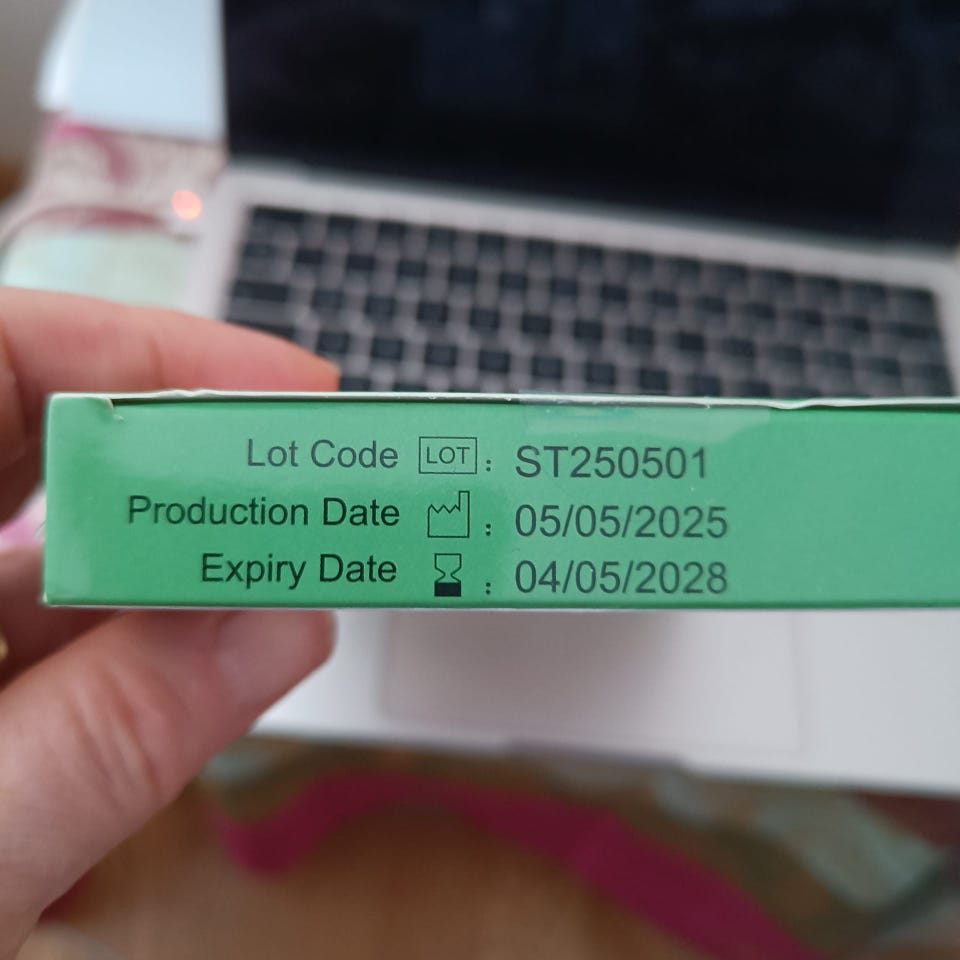 Lot Code LOT : ST250501
Production Date : 05/05/2025
Expiry Date : 04/05/2028